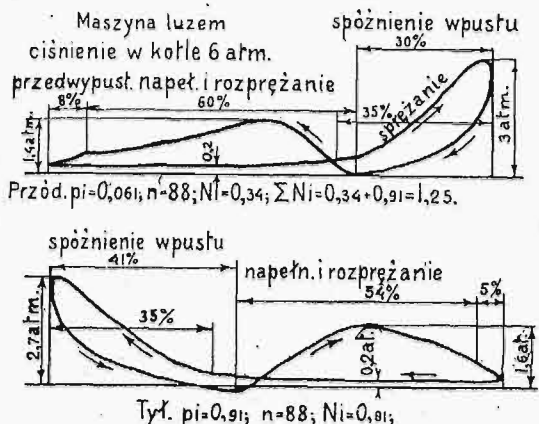 Maszyna luzem
ciśnienie w kotle 6 atm.
przedwypust. napeł. i rozprężanie
8%
60%
spóźnienie wpustu
30%
35%
sprężanie
1,4 atm.
0,2
3 atm.
Przód. pi=0,061; n=88; Ni=0,34; ΣNi=0,34+0,91=1,25.
spóźnienie wpustu
41%
35%
2,7 atm.
napełn. i rozprężanie
54%
5%
0,2 at.
1,6 at.
Tył. pi=0,91; n=88; Ni=0,91;